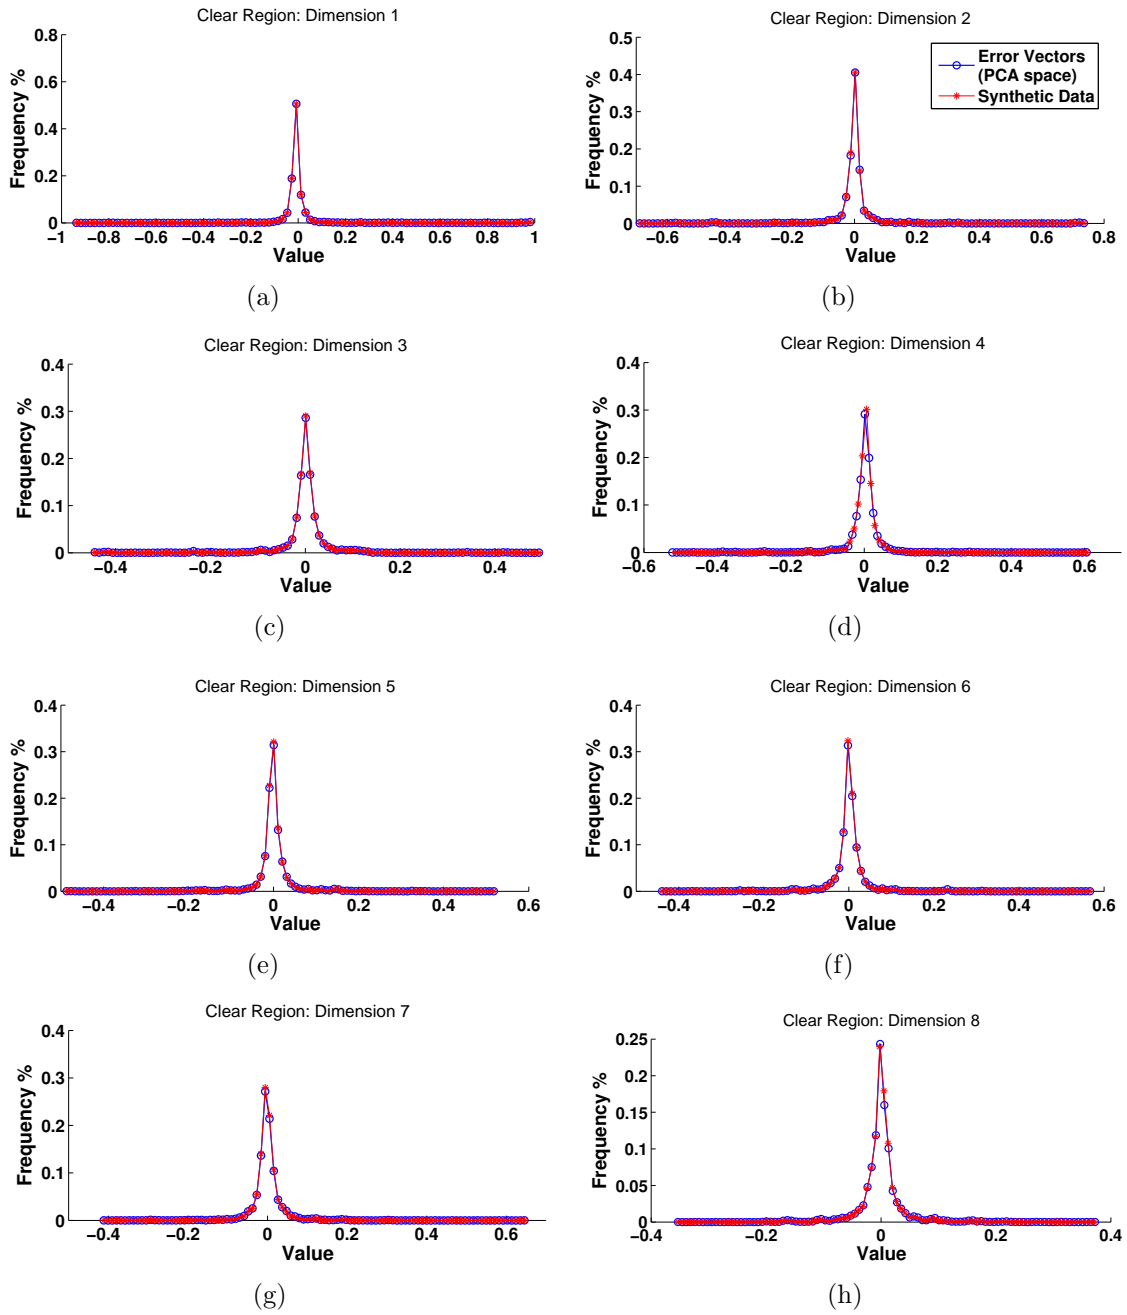 Clear Region: Dimension 1
Frequency %
0.8
0.6
0.4
0.2
0
−1 −0.8 −0.6 −0.4 −0.2 0 0.2 0.4 0.6 0.8 1
Value
(a)
Clear Region: Dimension 2
Frequency %
0.5
0.4
0.3
0.2
0.1
0
−0.6 −0.4 −0.2 0 0.2 0.4 0.6 0.8
Value
Error Vectors
(PCA space)
Synthetic Data
(b)
Clear Region: Dimension 3
Frequency %
0.4
0.3
0.2
0.1
0
−0.4 −0.2 0 0.2 0.4
Value
(c)
Clear Region: Dimension 4
Frequency %
0.4
0.3
0.2
0.1
0
−0.6 −0.4 −0.2 0 0.2 0.4 0.6
Value
(d)
Clear Region: Dimension 5
Frequency %
0.4
0.3
0.2
0.1
0
−0.4 −0.2 0 0.2 0.4 0.6
Value
(e)
Clear Region: Dimension 6
Frequency %
0.4
0.3
0.2
0.1
0
−0.4 −0.2 0 0.2 0.4 0.6
Value
(f)
Clear Region: Dimension 7
Frequency %
0.4
0.3
0.2
0.1
0
−0.4 −0.2 0 0.2 0.4 0.6
Value
(g)
Clear Region: Dimension 8
Frequency %
0.25
0.2
0.15
0.1
0.05
0
−0.4 −0.2 0 0.2 0.4
Value
(h)